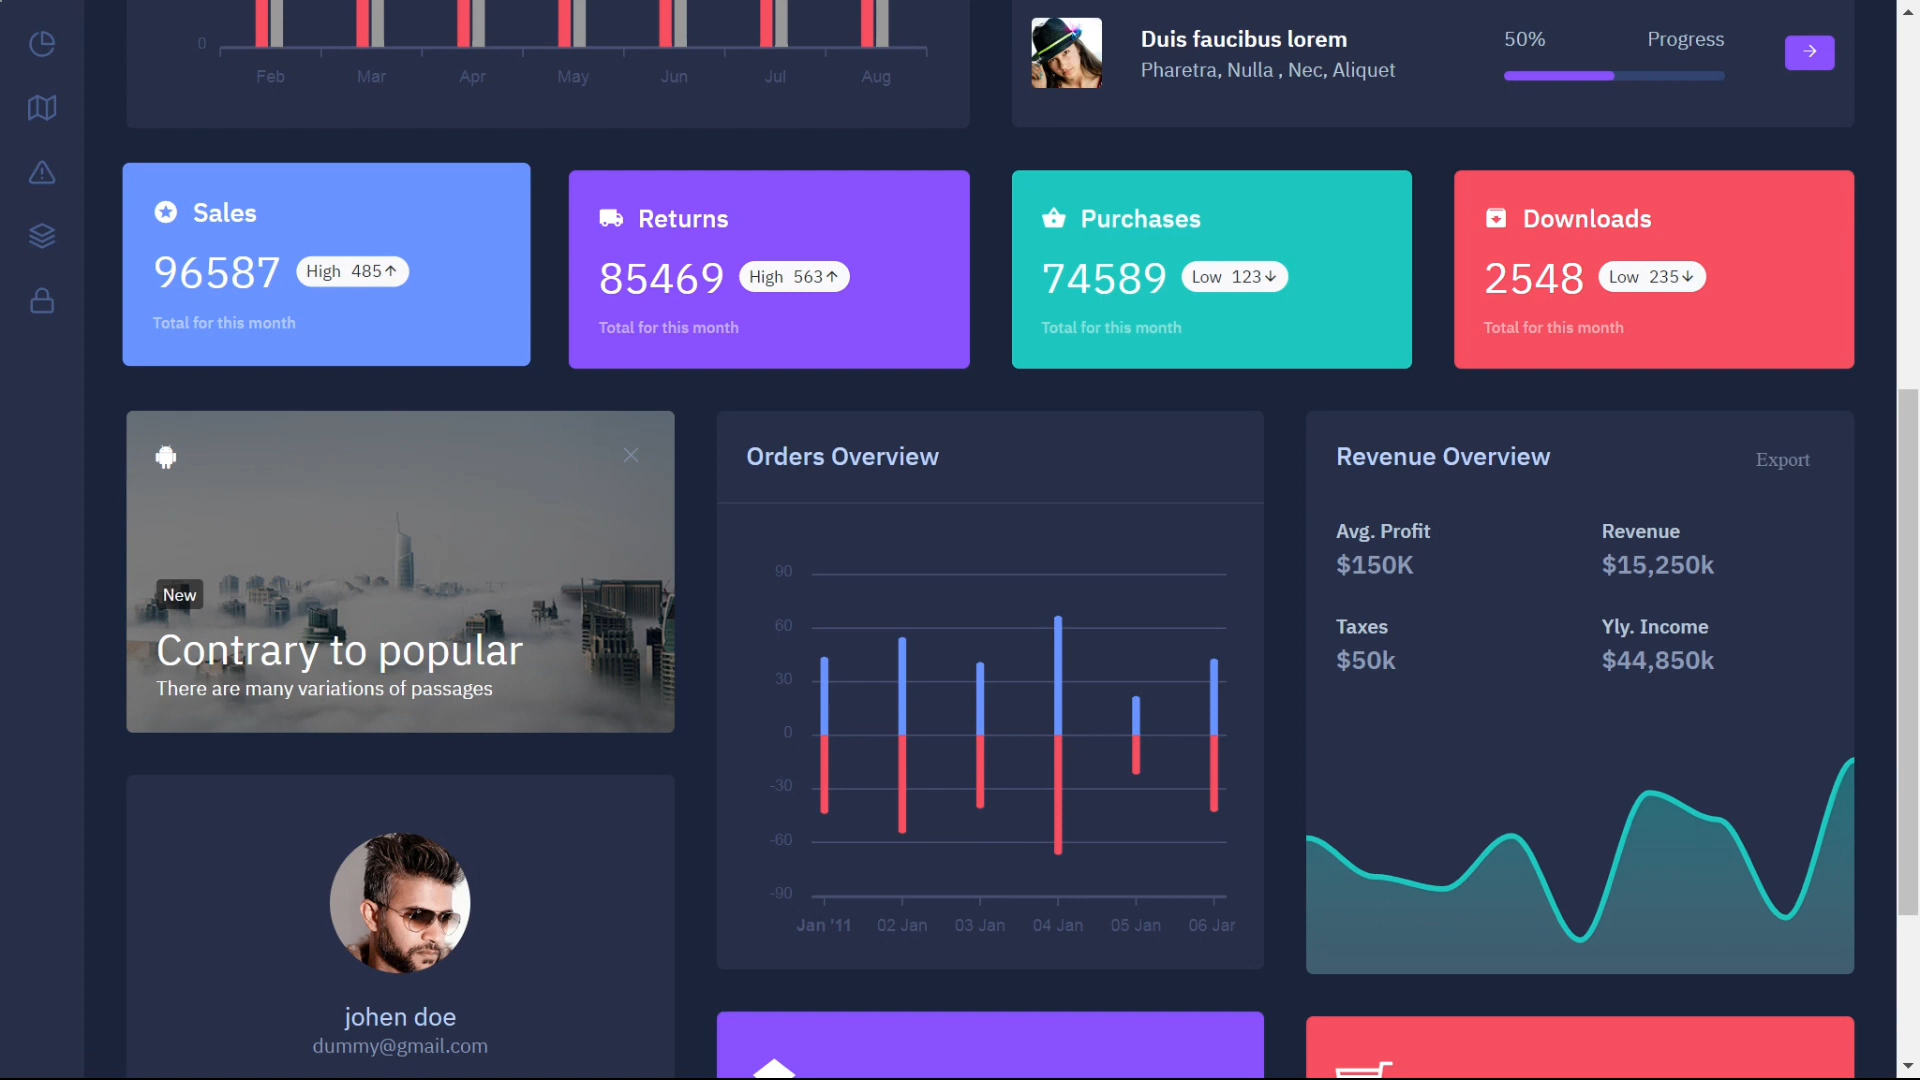 0
Feb Mar Apr May Jun Jul Aug
Duis faucibus lorem
Pharetra, Nulla , Nec, Aliquet
50% Progress
Sales
96587 High 485↑
Total for this month
Returns
85469 High 563↑
Total for this month
Purchases
74589 Low 123↓
Total for this month
Downloads
2548 Low 235↓
Total for this month
New
Contrary to popular
There are many variations of passages
johen doe
dummy@gmail.com
Orders Overview
90
60
30
0
-30
-60
-90
Jan '11 02 Jan 03 Jan 04 Jan 05 Jan 06 Jar
Revenue Overview
Export
Avg. Profit
$150K
Revenue
$15,250k
Taxes
$50k
Yly. Income
$44,850k